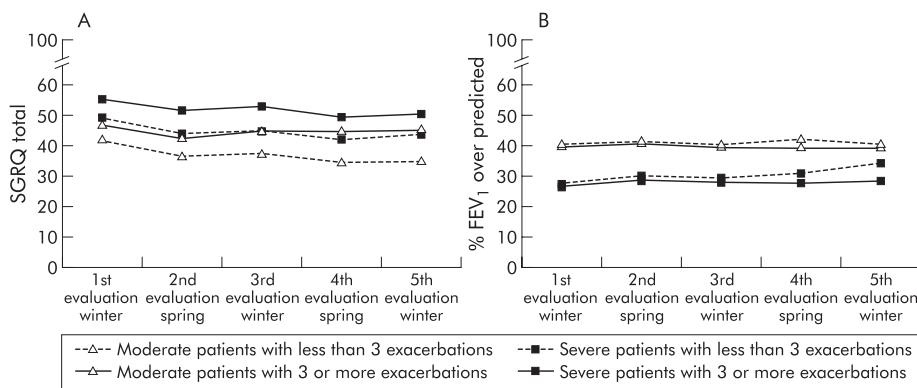 A
100
60
50
40
30
20
10
0
SGRQ total
1st evaluation winter
2nd evaluation spring
3rd evaluation winter
4th evaluation spring
5th evaluation winter
B
100
60
50
40
30
20
10
0
% FEV1 over predicted
1st evaluation winter
2nd evaluation spring
3rd evaluation winter
4th evaluation spring
5th evaluation winter
Moderate patients with less than 3 exacerbations
Moderate patients with 3 or more exacerbations
Severe patients with less than 3 exacerbations
Severe patients with 3 or more exacerbations